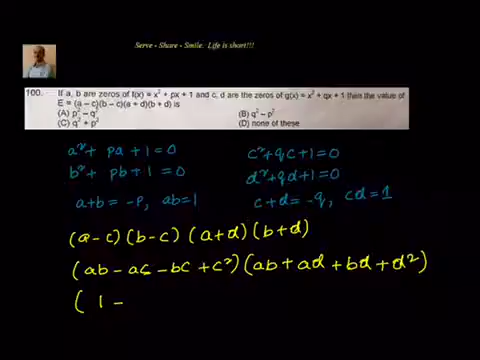 Serve - Share - Smile. Life is short!!!
100. If a, b are zeros of f(x) = x² + px + 1 and c, d are the zeros of g(x) = x² + qx + 1 then the value of
E = (a – c)(b – c)(a + d)(b + d) is
(A) p² – q² (B) q² – p²
(C) q² + p² (D) none of these
a² + pa + 1 = 0 c² + qc + 1 = 0
b² + pb + 1 = 0 d² + qd + 1 = 0
a+b = -p, ab = 1 c+d = -q, cd = 1
(a-c) (b-c) (a+d) (b+d)
(ab - ac - bc + c²) (ab + ad + bd + d²)
( 1 -